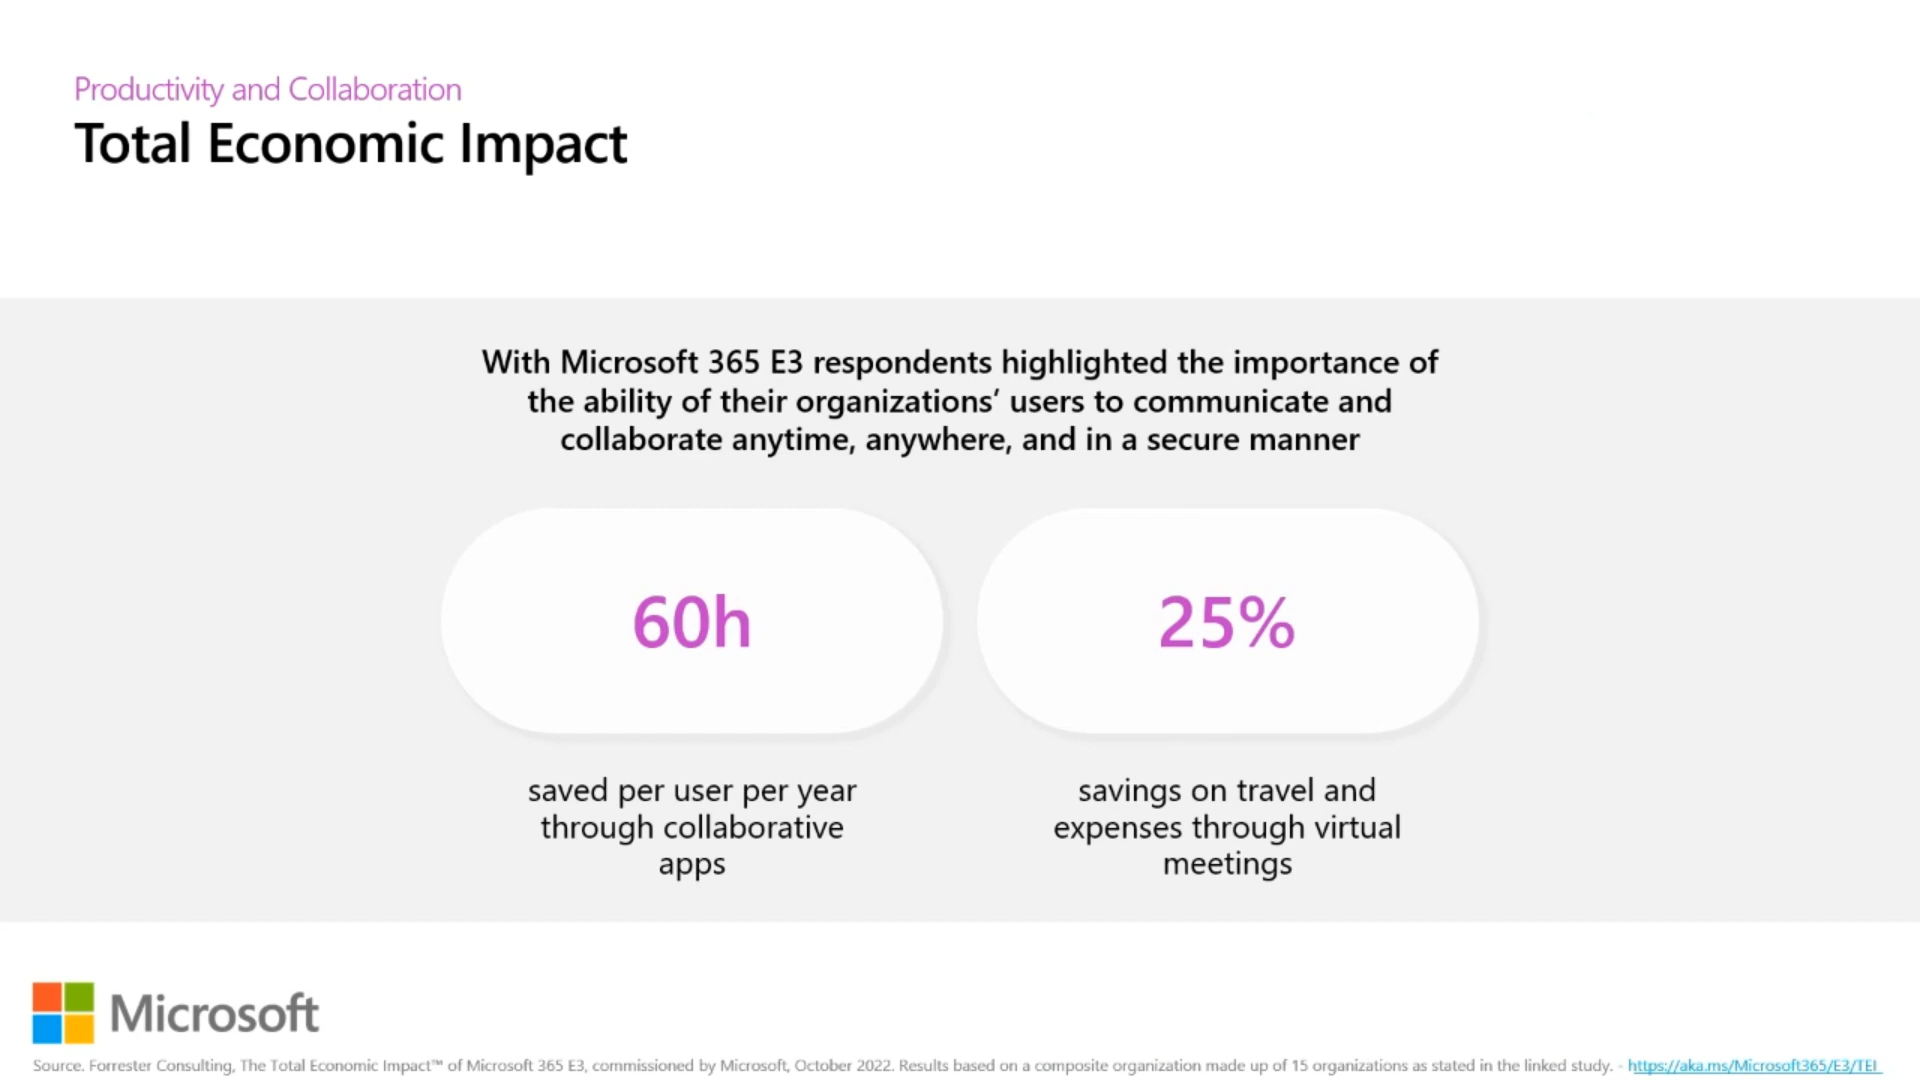 Productivity and Collaboration
Total Economic Impact
With Microsoft 365 E3 respondents highlighted the importance of
the ability of their organizations’ users to communicate and
collaborate anytime, anywhere, and in a secure manner
60h
25%
saved per user per year
through collaborative
apps
savings on travel and
expenses through virtual
meetings
Microsoft
Source. Forrester Consulting, The Total Economic Impact™ of Microsoft 365 E3, commissioned by Microsoft, October 2022. Results based on a composite organization made up of 15 organizations as stated in the linked study. - https://aka.ms/Microsoft365/E3/TEI